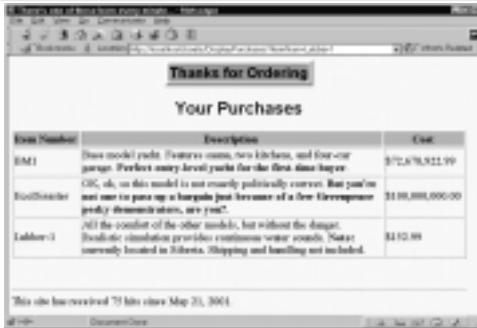 Thanks for Ordering
Your Purchases
Item Number Description Cost
BM1 Base model yacht. Features sauna, two kitchens, and four-car garage. Perfect entry-level yacht for the first-time buyer. $72,678,922.99
EcoDisaster OK, ok, so this model is not exactly politically correct. But you're not one to pass up a bargain just because of a few Greenpeace pesky demonstrators, are you?. $100,000,000.00
Lubber-1 All the comfort of the other models, but without the danger. Realistic simulation provides continuous water sounds. Note: currently located in Siberia. Shipping and handling not included. $152.99
This site has received 75 hits since May 21, 2001.
Document: Done